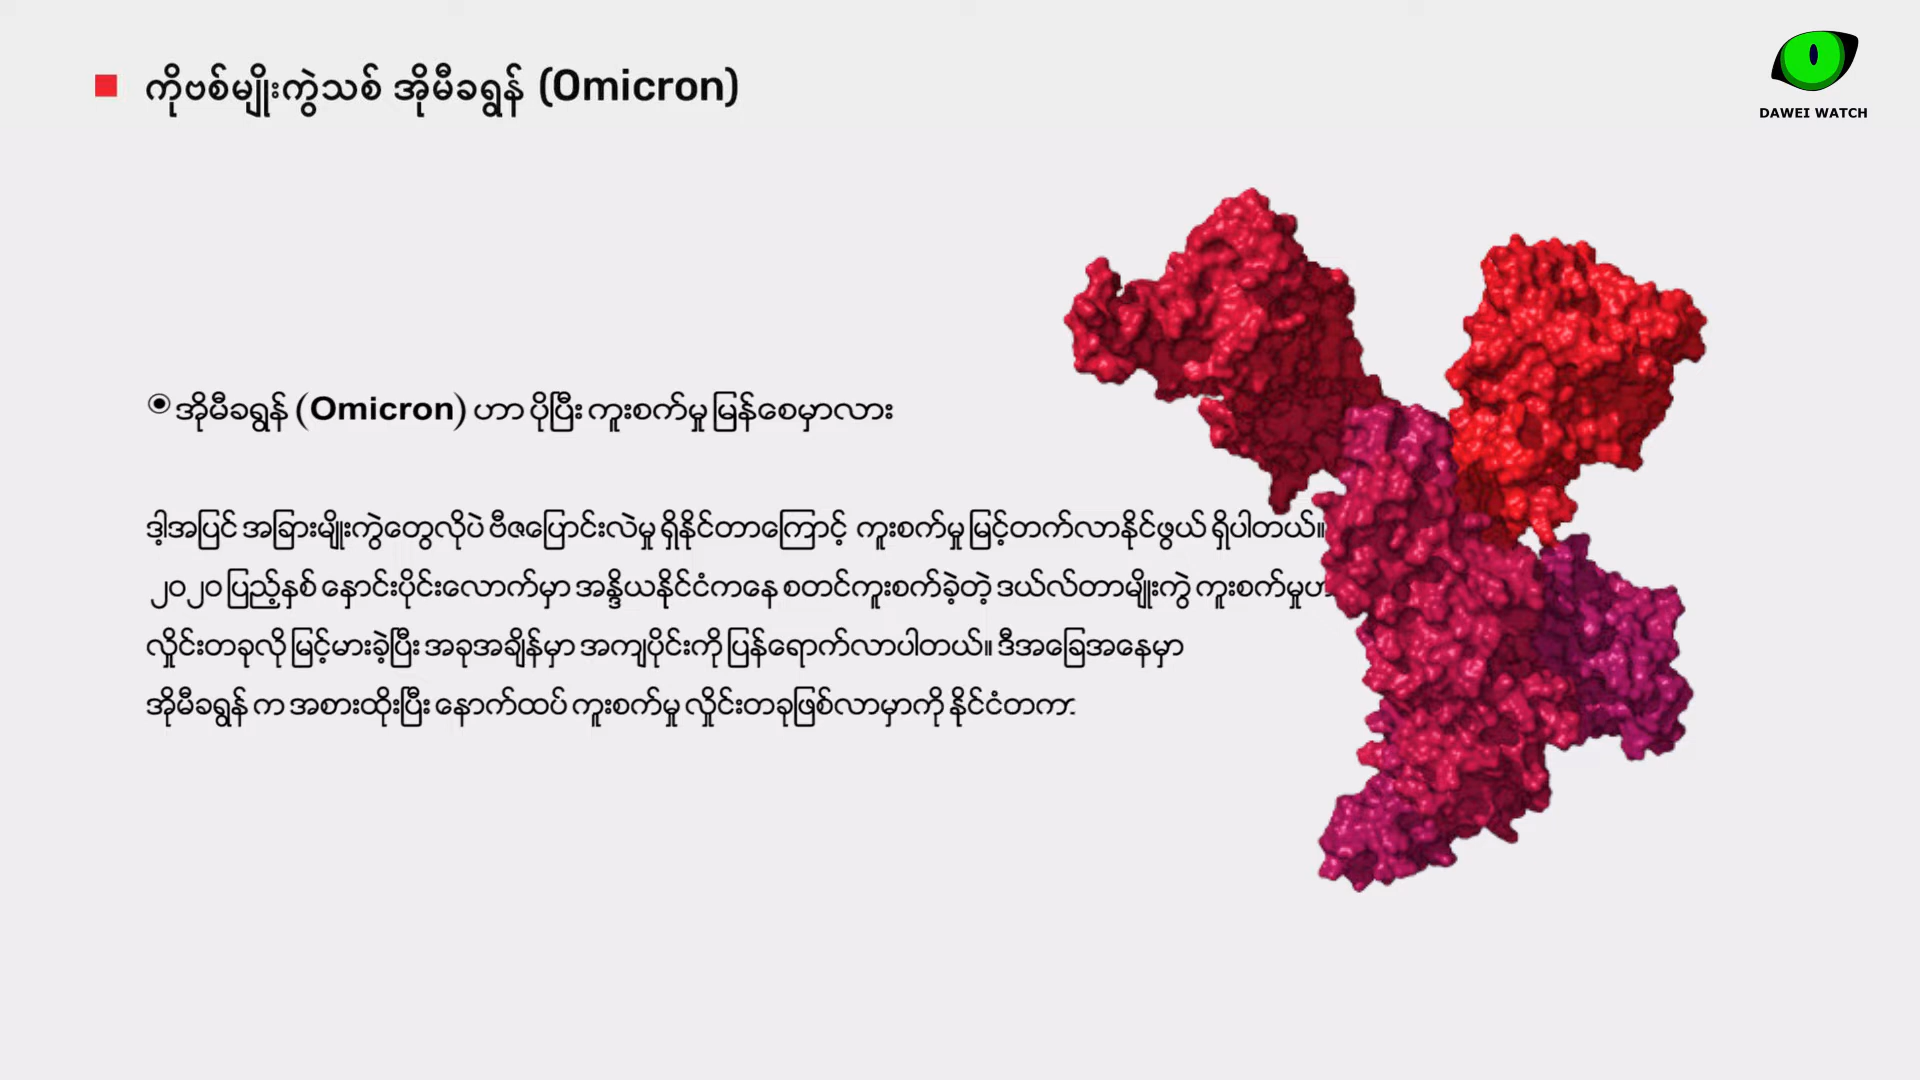 ကိုဗစ်မျိုးကွဲသစ် အိုမီခရွန် (Omicron)
DAWEI WATCH
အိုမီခရွန် (Omicron) ဟာ ပိုပြီး ကူးစက်မှု မြန်စေမှာလား
ဒါ့အပြင် အခြားမျိုးကွဲတွေလိုပဲ ဗီဇပြောင်းလဲမှု ရှိနိုင်တာကြောင့် ကူးစက်မှု မြင့်တက်လာနိုင်ဖွယ် ရှိပါတယ်။
၂၀၂၀ ပြည့်နှစ် နှောင်းပိုင်းလောက်မှာ အန္ဒိယနိုင်ငံကနေ စတင်ကူးစက်ခဲ့တဲ့ ဒယ်လ်တာမျိုးကွဲ ကူးစက်မှု
လှိုင်းတခုလို မြင့်မားခဲ့ပြီး အခုအချိန်မှာ အကျပိုင်းကို ပြန်ရောက်လာပါတယ်။ ဒီအခြေအနေမှာ
အိုမီခရွန် က အစားထိုးပြီး နောက်ထပ် ကူးစက်မှု လှိုင်းတခုဖြစ်လာမှာကို နိုင်ငံတကာ